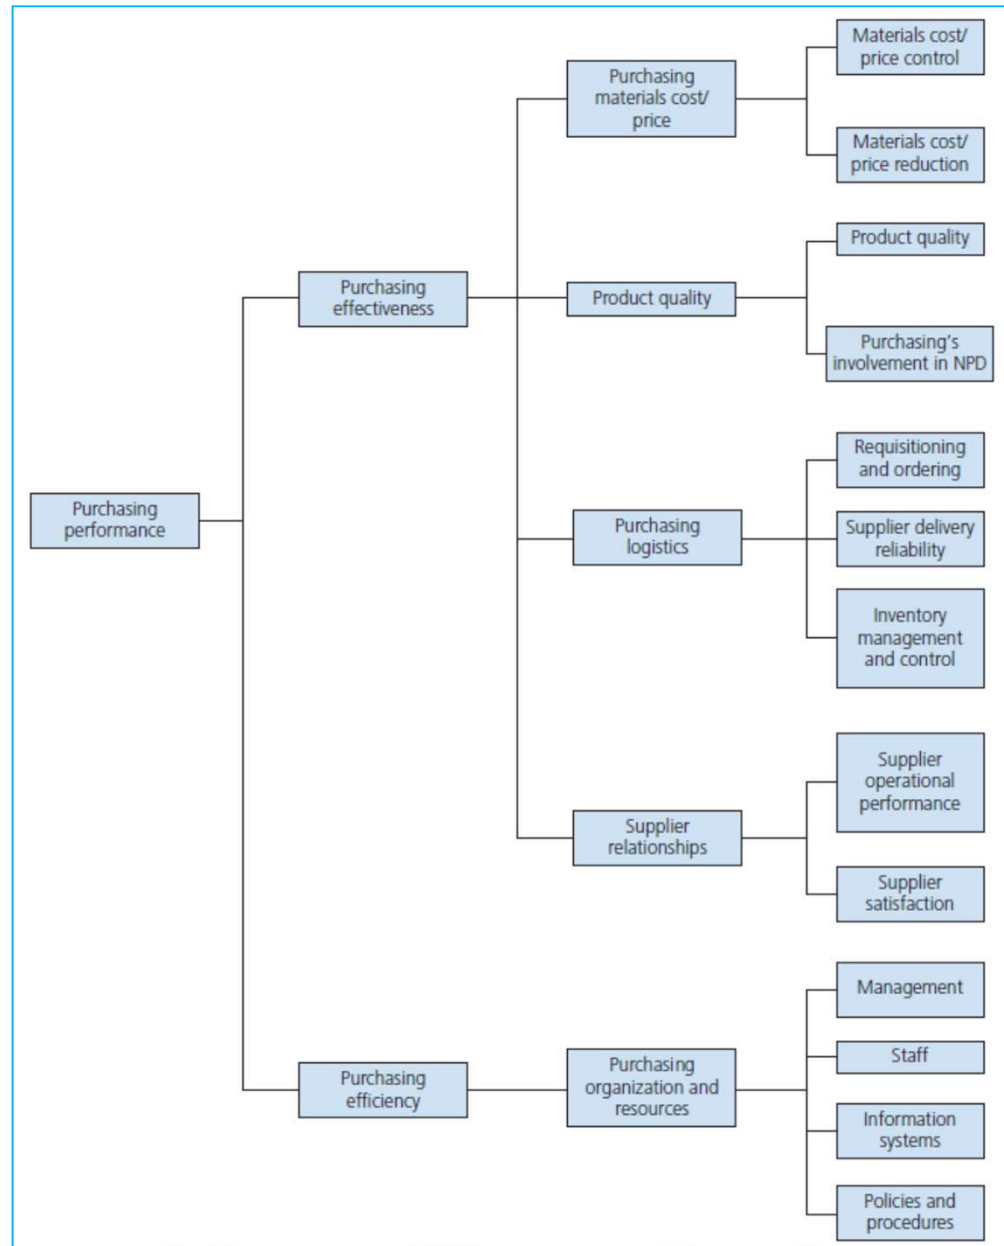 Purchasing
performance
Purchasing
effectiveness
Purchasing
materials cost/
price
Materials cost/
price control
Materials cost/
price reduction
Product quality
Product quality
Purchasing's
involvement in NPD
Purchasing
logistics
Requisitioning
and ordering
Supplier delivery
reliability
Inventory
management
and control
Supplier
relationships
Supplier
operational
performance
Supplier
satisfaction
Purchasing
efficiency
Purchasing
organization and
resources
Management
Staff
Information
systems
Policies and
procedures